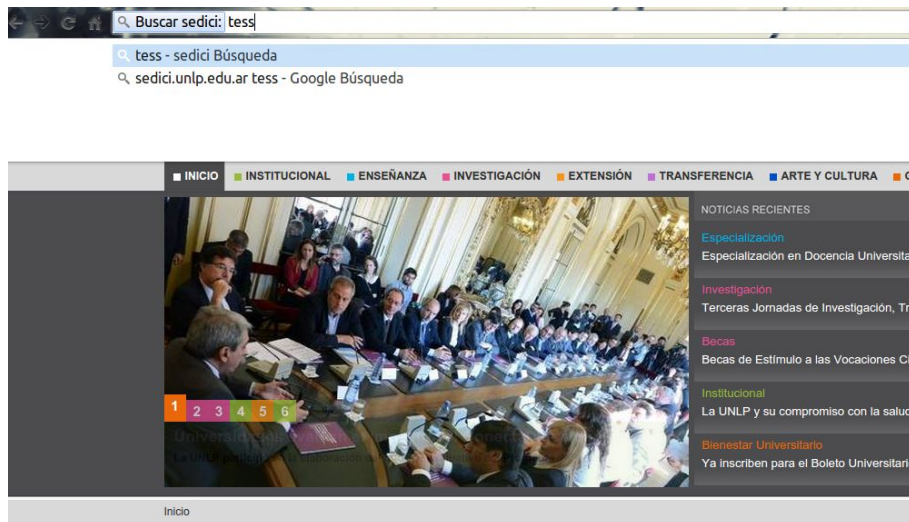 Buscar sedici: tess
tess - sedici Búsqueda
sedici.unlp.edu.ar tess - Google Búsqueda
INICIO INSTITUCIONAL ENSEÑANZA INVESTIGACIÓN EXTENSIÓN TRANSFERENCIA ARTE Y CULTURA
NOTICIAS RECIENTES
Especialización
Especialización en Docencia Universita
Investigación
Terceras Jornadas de Investigación, Tr
Becas
Becas de Estímulo a las Vocaciones C
Institucional
La UNLP y su compromiso con la salud
Bienestar Universitario
Ya inscriben para el Boleto Universitari
1 2 3 4 5 6
Inicio